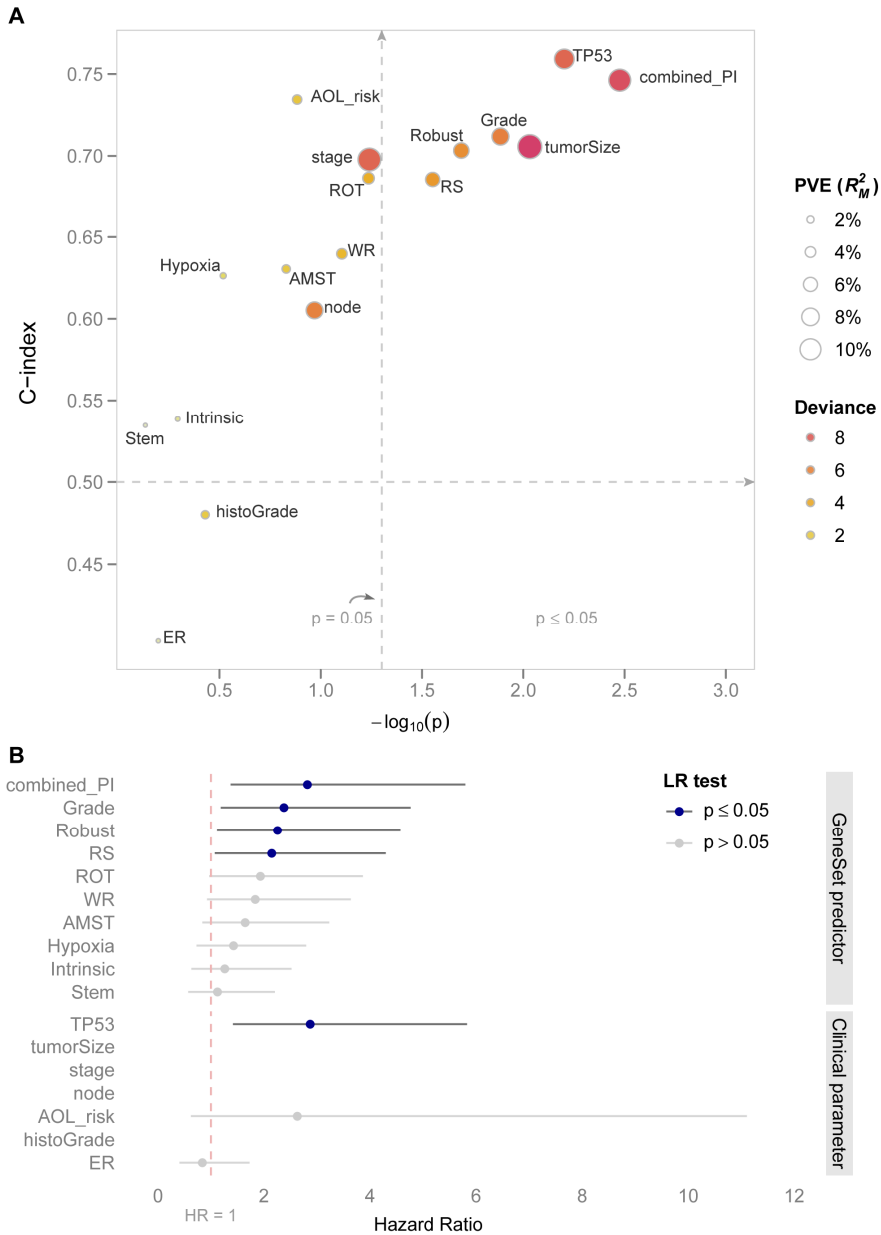 A
TP53
combined_PI
AOL_risk
Grade
Robust
tumorSize
stage
ROT
RS
WR
Hypoxia
AMST
node
Intrinsic
Stem
histoGrade
ER
p = 0.05
p ≤ 0.05
0.75
0.70
0.65
0.60
0.55
0.50
0.45
C−index
0.5 1.0 1.5 2.0 2.5 3.0
−log₁₀(p)
PVE (R²M)
2%
4%
6%
8%
10%
Deviance
8
6
4
2
B
combined_PI
Grade
Robust
RS
ROT
WR
AMST
Hypoxia
Intrinsic
Stem
TP53
tumorSize
stage
node
AOL_risk
histoGrade
ER
LR test
p ≤ 0.05
p > 0.05
GeneSet predictor
Clinical parameter
0 2 4 6 8 10 12
HR = 1
Hazard Ratio